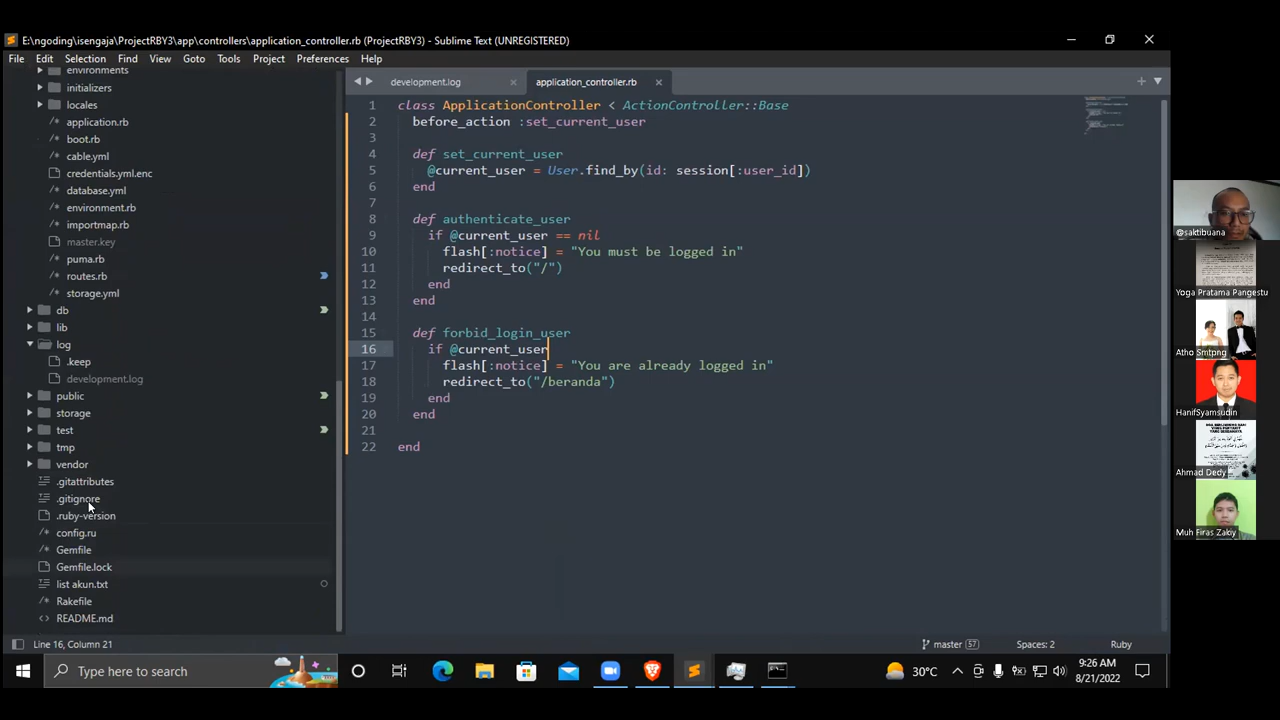 E:\ngoding\isengaja\ProjectRBY3\app\controllers\application_controller.rb (ProjectRBY3) - Sublime Text (UNREGISTERED)
File Edit Selection Find View Goto Tools Project Preferences Help
environments
initializers
locales
application.rb
boot.rb
cable.yml
credentials.yml.enc
database.yml
environment.rb
importmap.rb
master.key
puma.rb
routes.rb
storage.yml
db
lib
log
.keep
development.log
public
storage
test
tmp
vendor
.gitattributes
.gitignore
.ruby-version
config.ru
Gemfile
Gemfile.lock
list akun.txt
Rakefile
README.md
development.log application_controller.rb
1 class ApplicationController < ActionController::Base
2 before_action :set_current_user
3
4 def set_current_user
5 @current_user = User.find_by(id: session[:user_id])
6 end
7
8 def authenticate_user
9 if @current_user == nil
10 flash[:notice] = "You must be logged in"
11 redirect_to("/")
12 end
13 end
14
15 def forbid_login_user
16 if @current_user
17 flash[:notice] = "You are already logged in"
18 redirect_to("/beranda")
19 end
20 end
21
22 end
@saktibuana
Yoga Pratama Pangestu
Atho Smtpng
HanifSyamsudin
Ahmad Dedy
Muh Firas Zakiy
Line 16, Column 21 master 57 Spaces: 2 Ruby
Type here to search 30°C 9:26 AM
8/21/2022